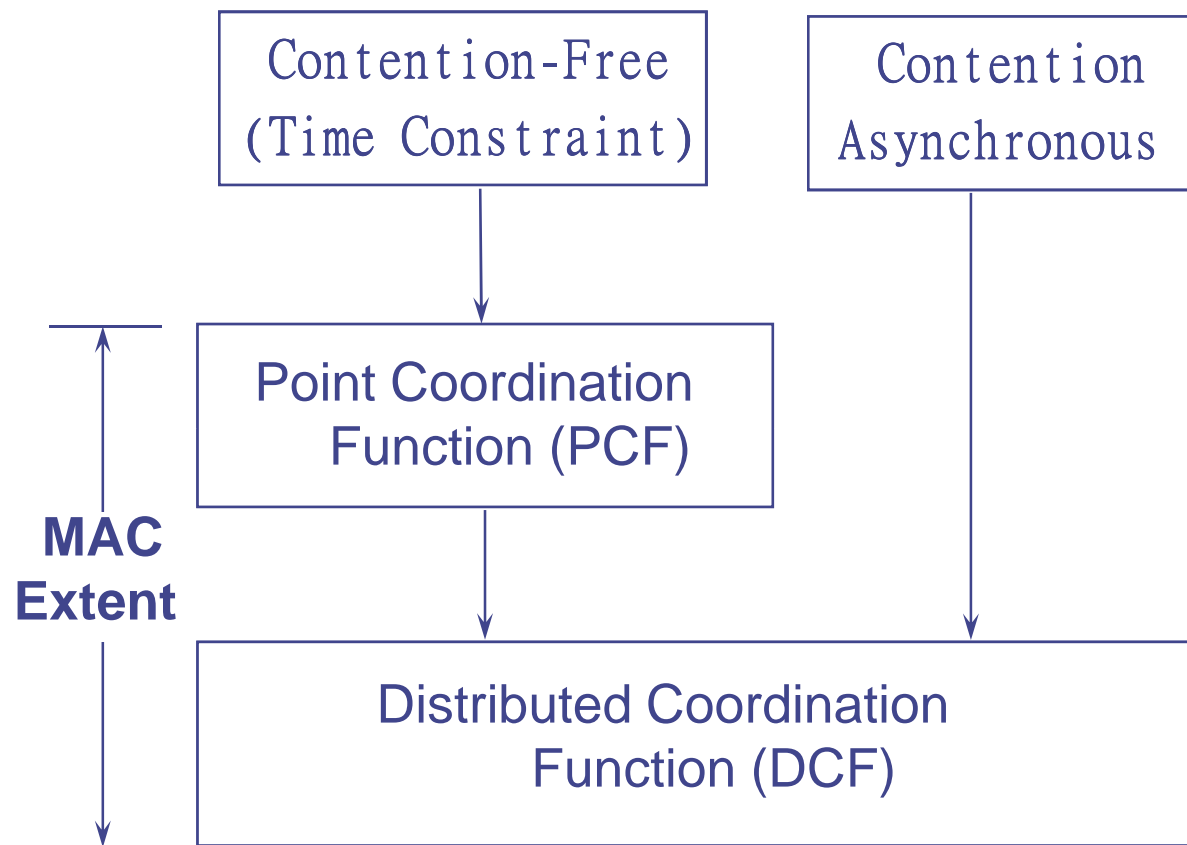 Contention-Free
(Time Constraint)
Contention
Asynchronous
Point Coordination
Function (PCF)
MAC
Extent
Distributed Coordination
Function (DCF)